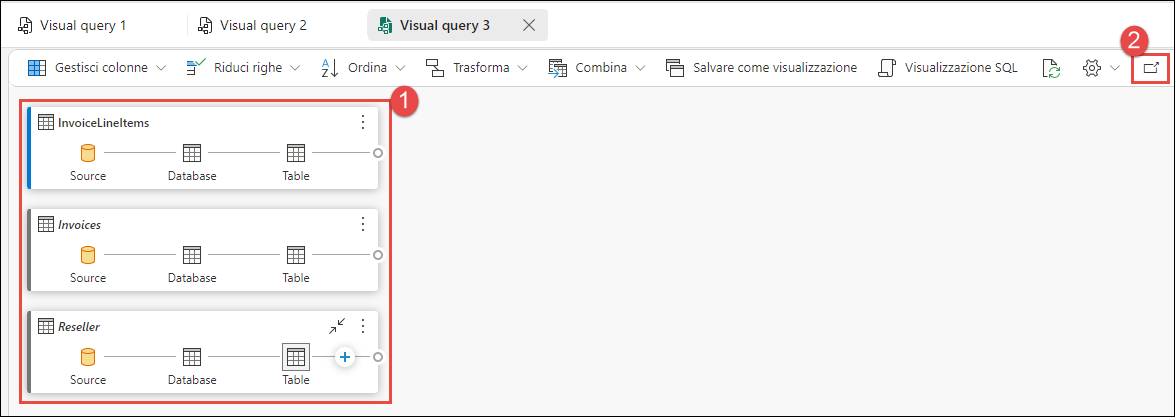 Visual query 1
Visual query 2
Visual query 3
2
Gestisci colonne
Riduci righe
Ordina
Trasforma
Combina
Salvare come visualizzazione
Visualizzazione SQL
1
InvoiceLineItems
Source
Database
Table
Invoices
Source
Database
Table
Reseller
Source
Database
Table